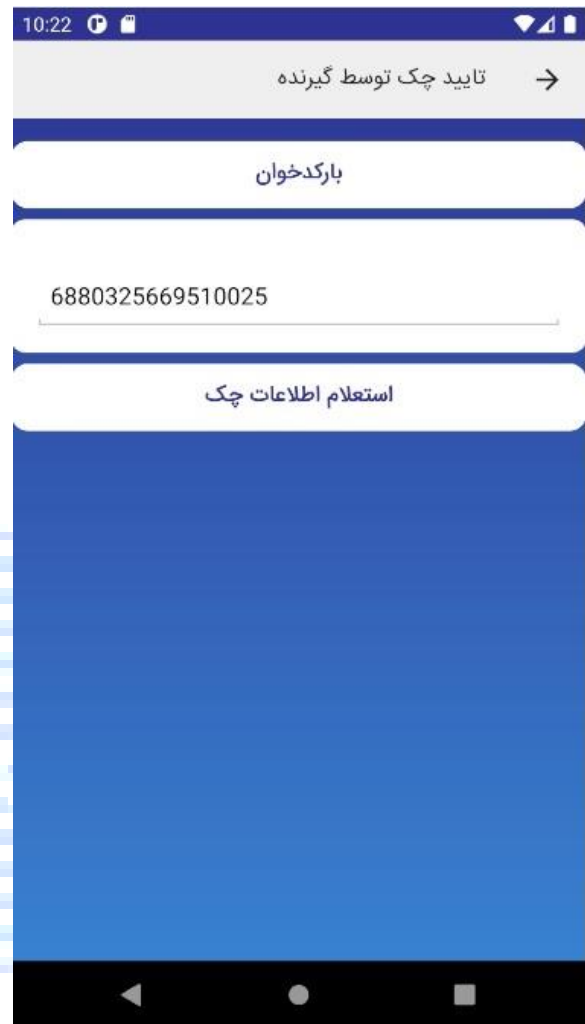 10:22
تایید چک توسط گیرنده
بارکدخوان
6880325669510025
استعلام اطلاعات چک